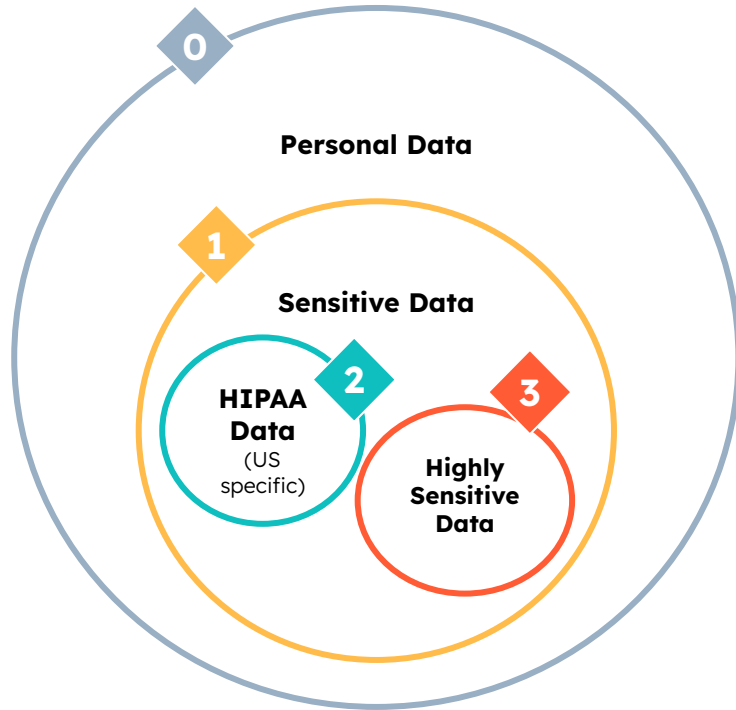 0
Personal Data
1
Sensitive Data
2
HIPAA
Data
(US
specific)
3
Highly
Sensitive
Data